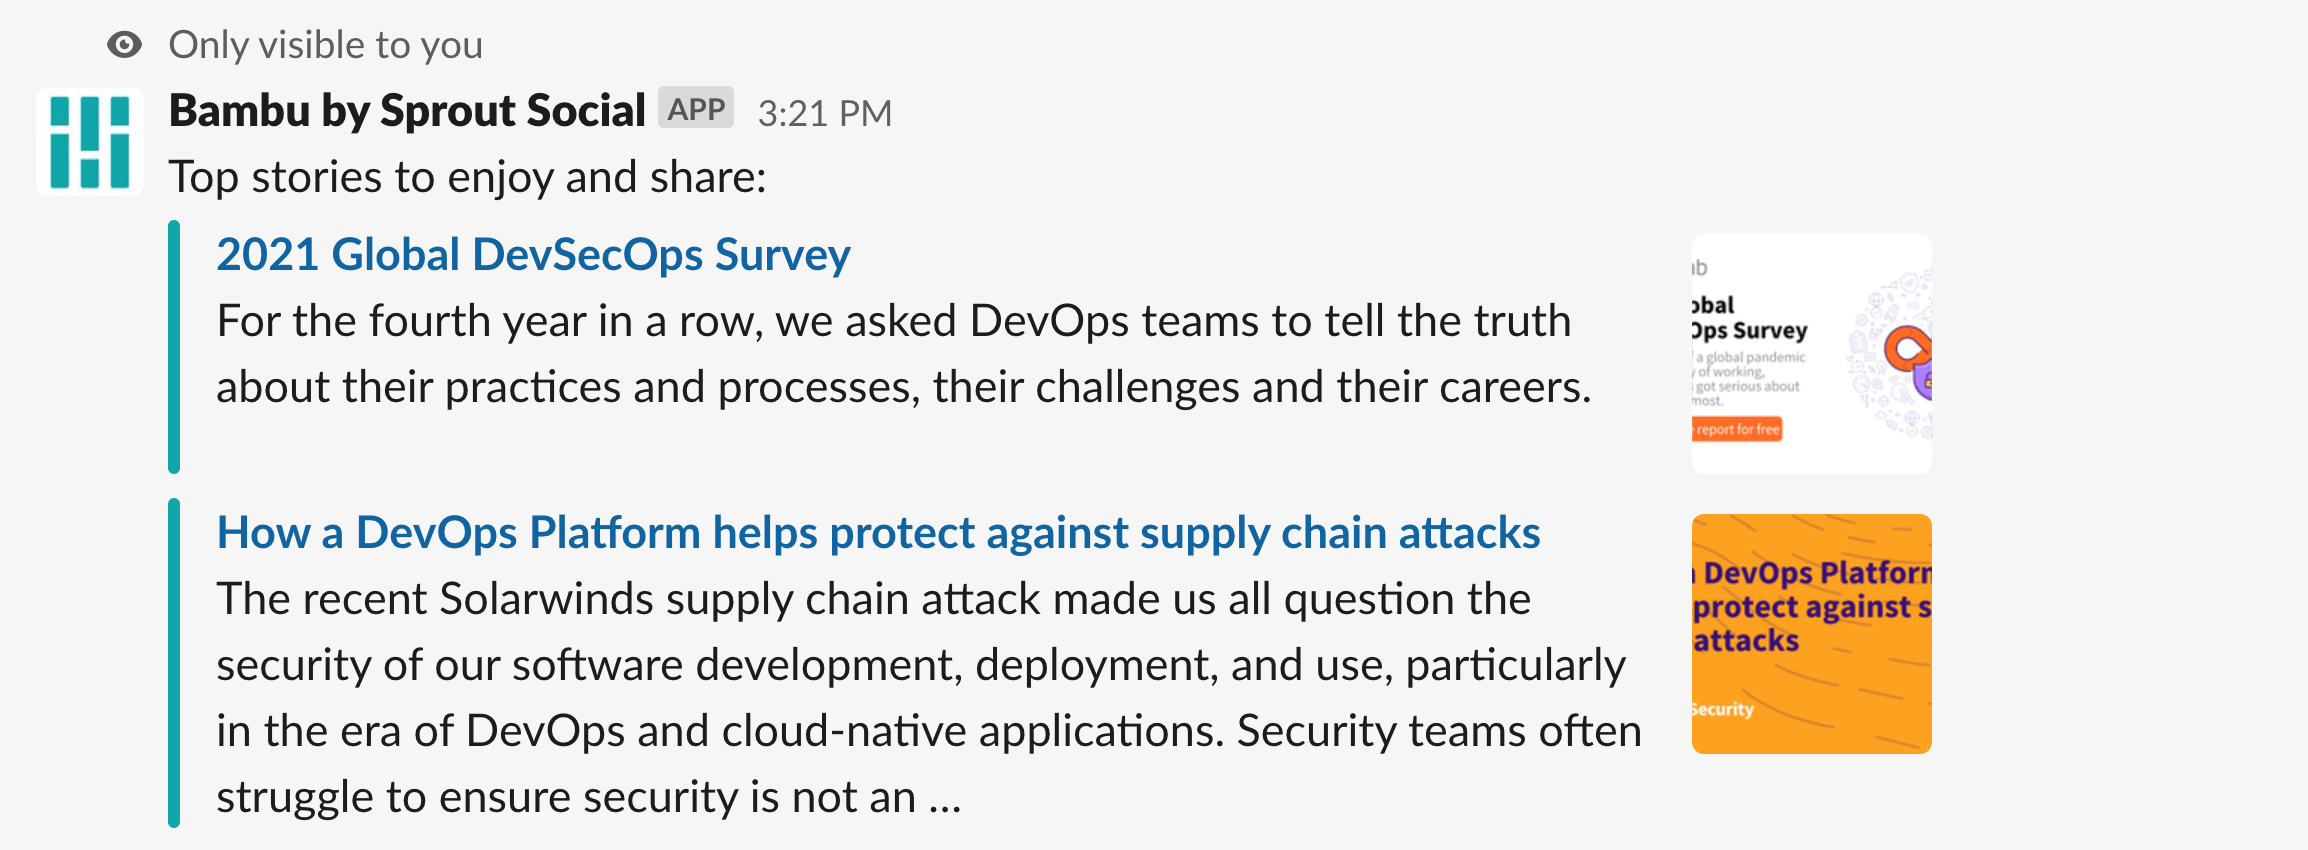 Only visible to you
Bambu by Sprout Social APP 3:21 PM
Top stories to enjoy and share:
2021 Global DevSecOps Survey
For the fourth year in a row, we asked DevOps teams to tell the truth
about their practices and processes, their challenges and their careers.
ab
obal
Ops Survey
a global pandemic
of working,
got serious about
most.
report for free
How a DevOps Platform helps protect against supply chain attacks
The recent Solarwinds supply chain attack made us all question the
security of our software development, deployment, and use, particularly
in the era of DevOps and cloud-native applications. Security teams often
struggle to ensure security is not an ...
DevOps Platform
protect against s
attacks
Security